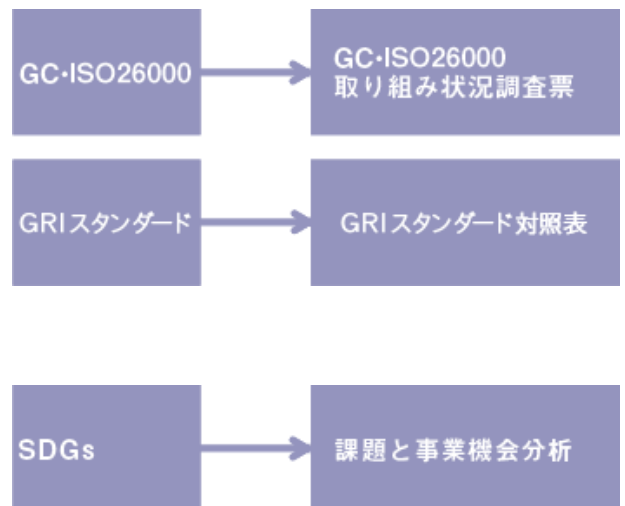 GC・ISO26000
GC・ISO26000
取り組み状況調査票
GRIスタンダード
GRIスタンダード対照表
SDGs
課題と事業機会分析